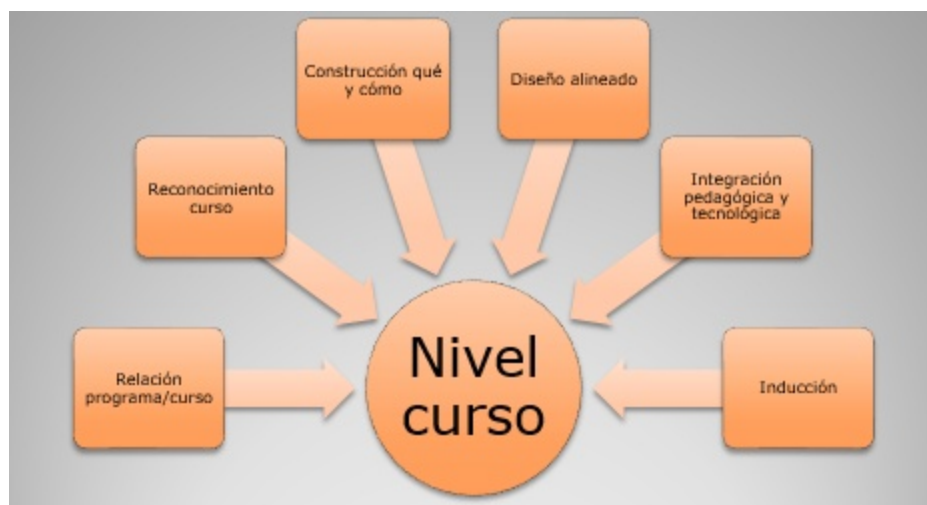 Construcción qué
y cómo
Diseño alineado
Reconocimiento
curso
Integración
pedagógica y
tecnológica
Relación
programa/curso
Nivel
curso
Inducción